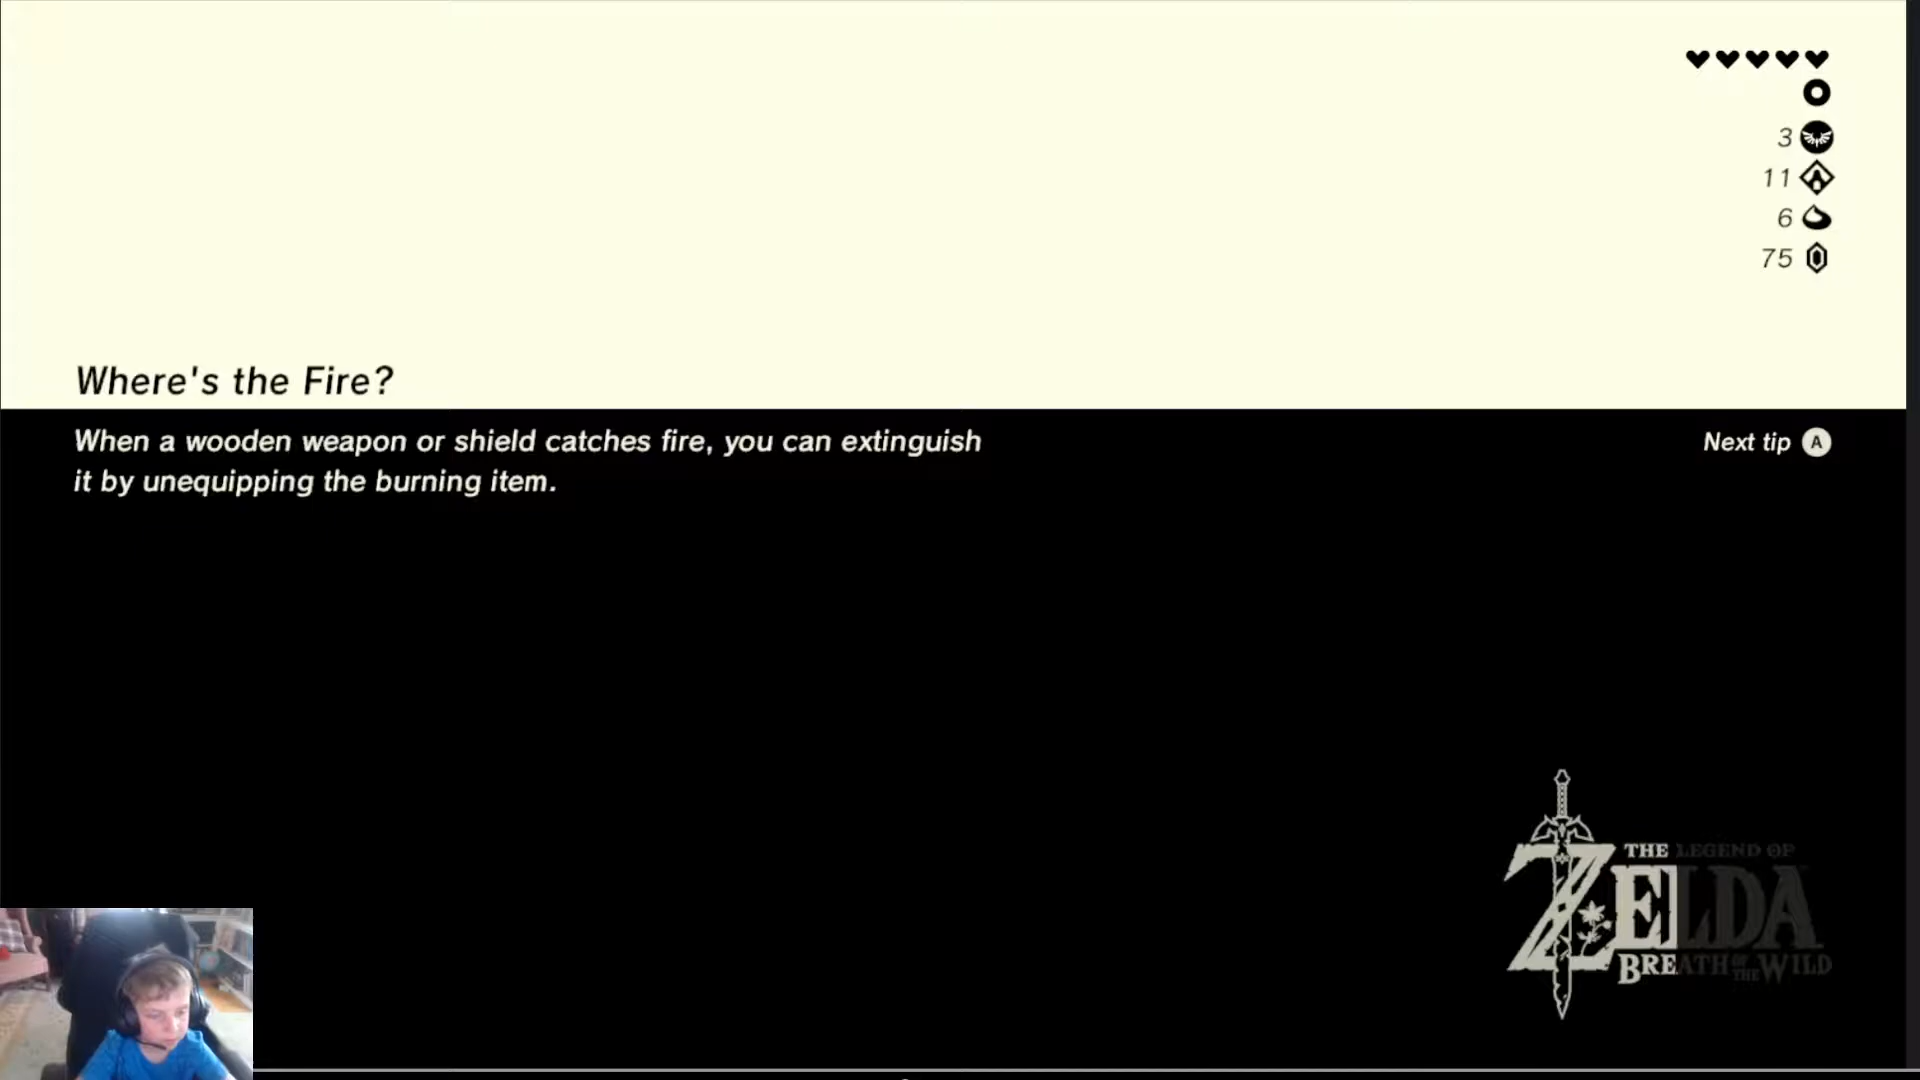 3
11
6
75
Where's the Fire?
When a wooden weapon or shield catches fire, you can extinguish
it by unequipping the burning item.
Next tip A
THE LEGEND OF
ZELDA
BREATH OF THE WILD